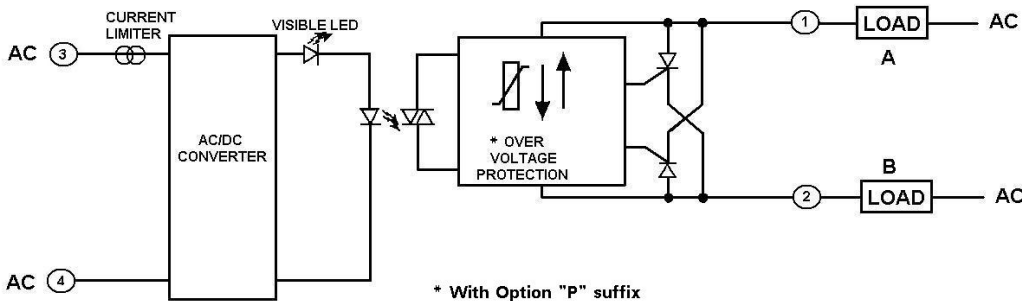 CURRENT
LIMITER
VISIBLE LED
AC 3
AC/DC
CONVERTER
AC 4
* OVER
VOLTAGE
PROTECTION
1 LOAD AC
A
B
2 LOAD AC
* With Option "P" suffix